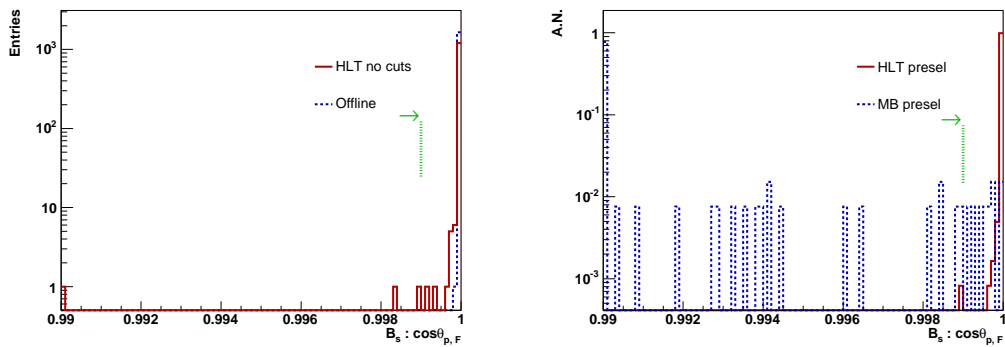 Entries
10³
10²
10
1
HLT no cuts
Offline
0.99 0.992 0.994 0.996 0.998 1
B_s : cosθ_p, F
A.N.
1
10⁻¹
10⁻²
10⁻³
HLT presel
MB presel
0.99 0.992 0.994 0.996 0.998 1
B_s : cosθ_p, F